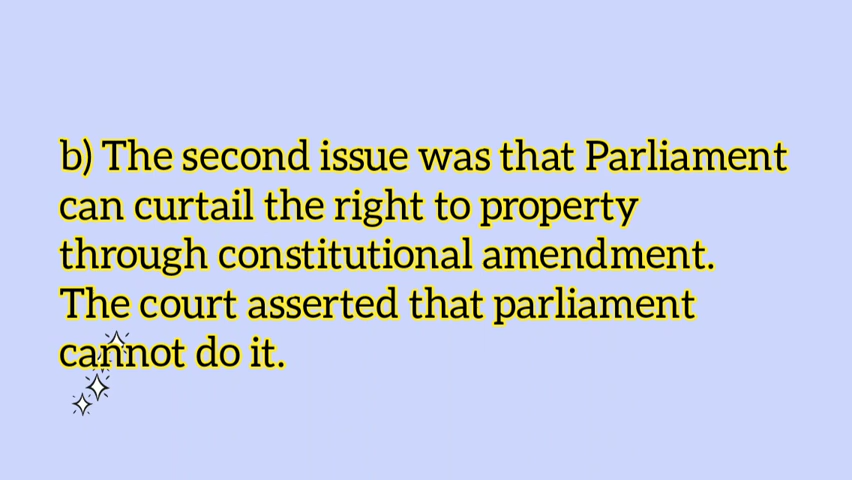 b) The second issue was that Parliament
can curtail the right to property
through constitutional amendment.
The court asserted that parliament
cannot do it.